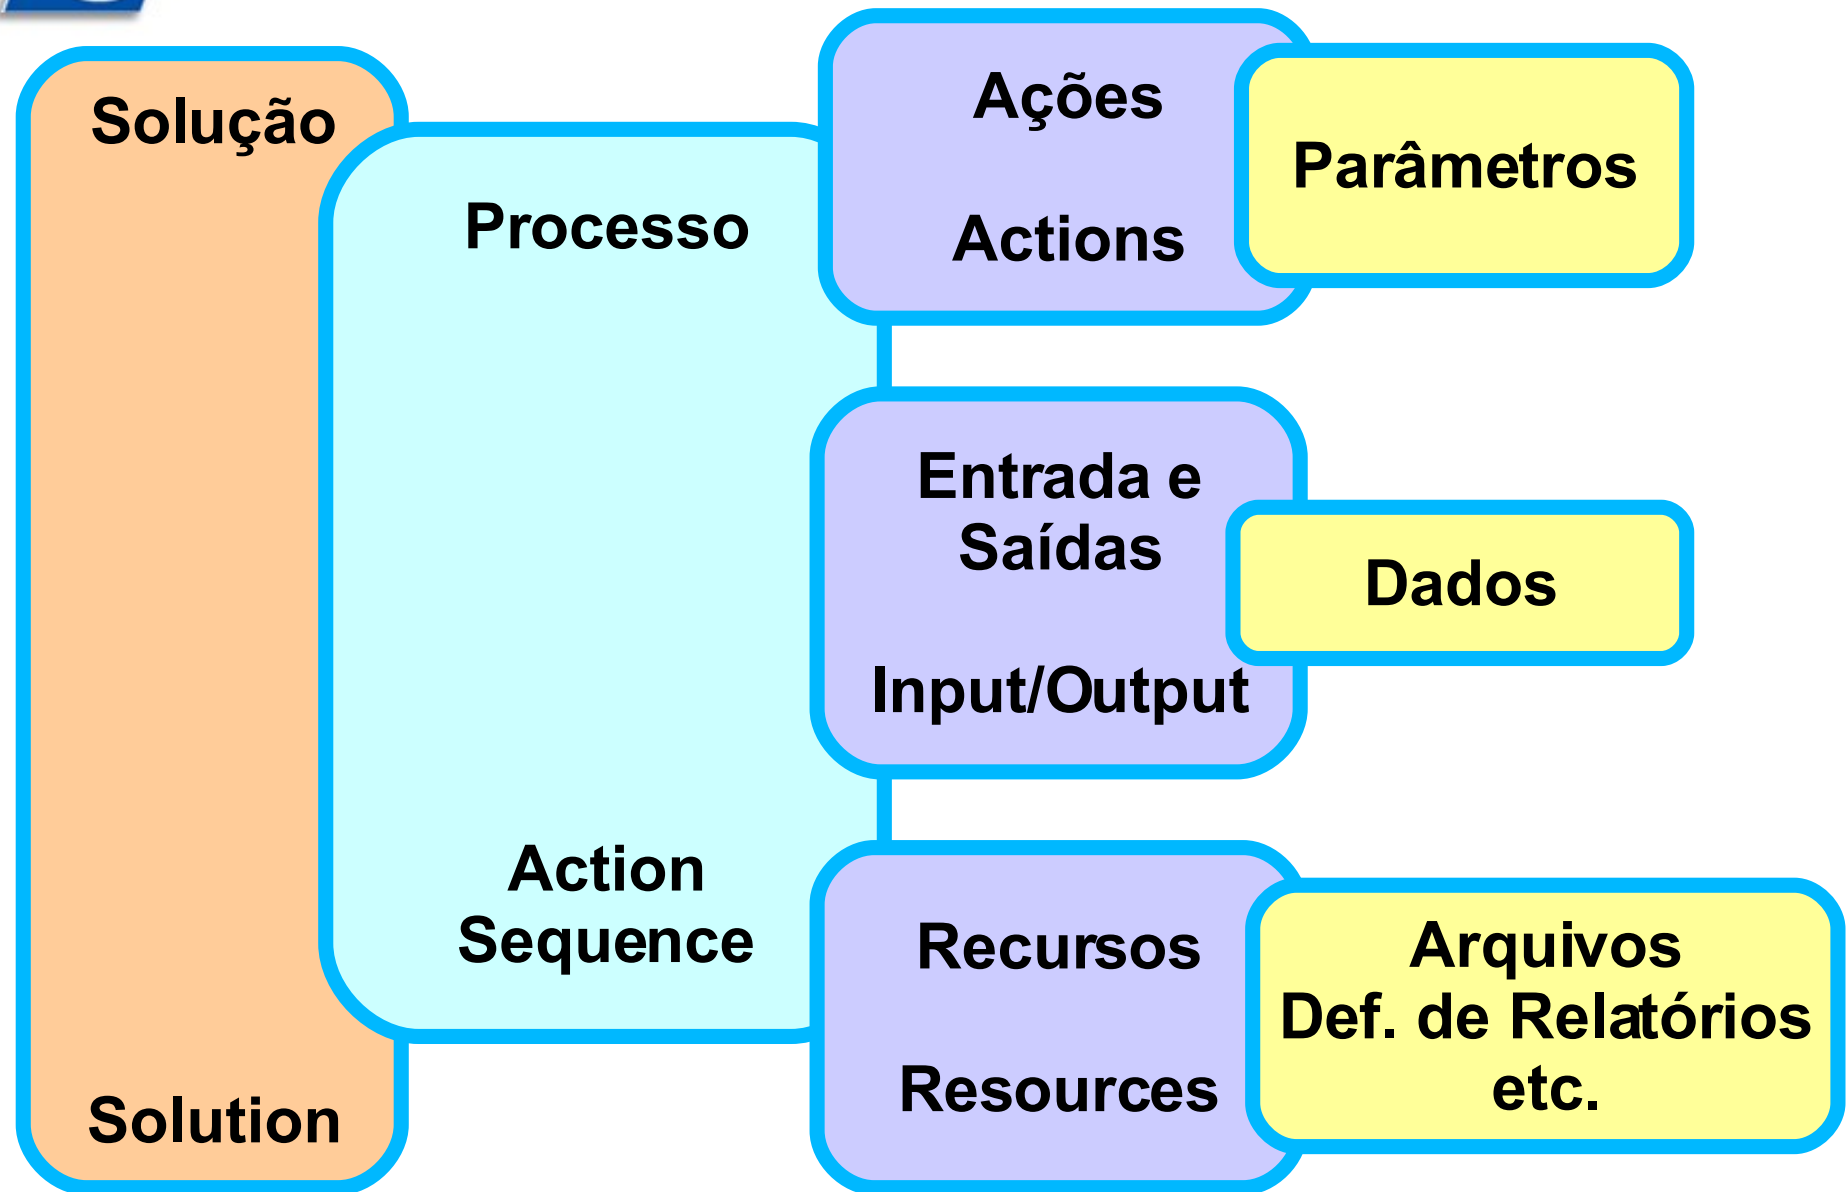 Solução
Solution
Processo
Action
Sequence
Ações
Actions
Parâmetros
Entrada e
Saídas
Input/Output
Dados
Recursos
Resources
Arquivos
Def. de Relatórios
etc.